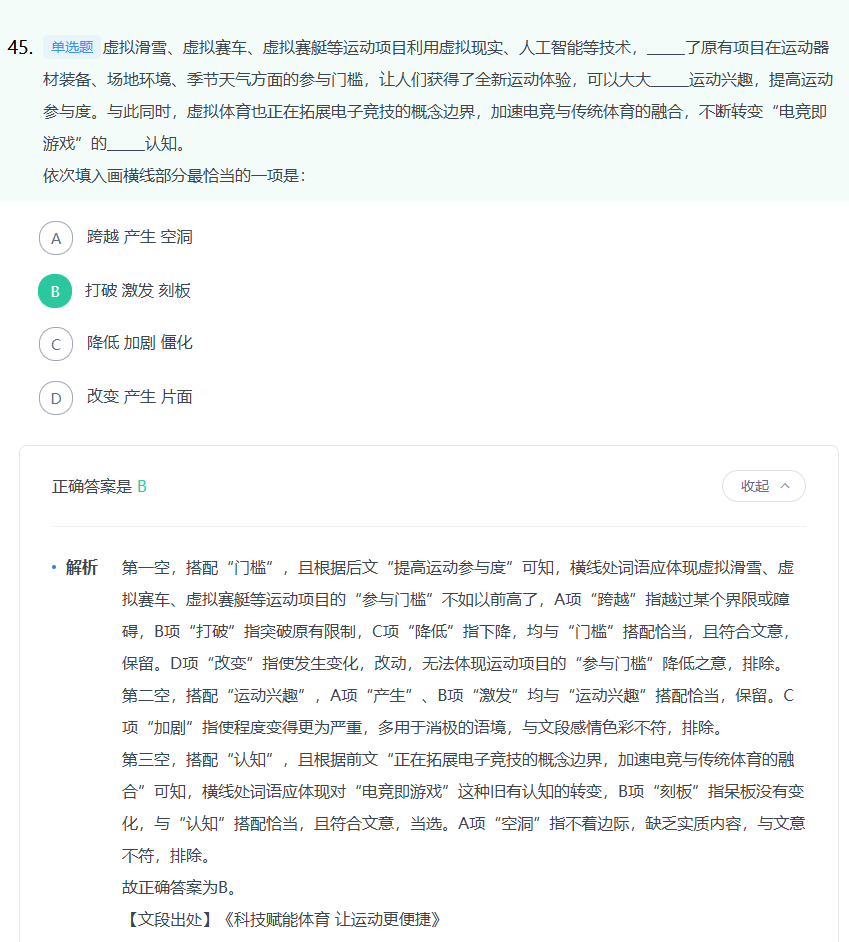 45. 单选题 虚拟滑雪、虚拟赛车、虚拟赛艇等运动项目利用虚拟现实、人工智能等技术，_____了原有项目在运动器
材装备、场地环境、季节天气方面的参与门槛，让人们获得了全新运动体验，可以大大_____运动兴趣，提高运动
参与度。与此同时，虚拟体育也正在拓展电子竞技的概念边界，加速电竞与传统体育的融合，不断转变“电竞即
游戏”的_____认知。
依次填入画横线部分最恰当的一项是：
A 跨越 产生 空洞
B 打破 激发 刻板
C 降低 加剧 僵化
D 改变 产生 片面
正确答案是 B
收起
解析 第一空，搭配“门槛”，且根据后文“提高运动参与度”可知，横线处词语应体现虚拟滑雪、虚
拟赛车、虚拟赛艇等运动项目的“参与门槛”不如以前高了，A项“跨越”指越过某个界限或障
碍，B项“打破”指突破原有限制，C项“降低”指下降，均与“门槛”搭配恰当，且符合文意，
保留。D项“改变”指使发生变化，改动，无法体现运动项目的“参与门槛”降低之意，排除。
第二空，搭配“运动兴趣”，A项“产生”、B项“激发”均与“运动兴趣”搭配恰当，保留。C
项“加剧”指使程度变得更为严重，多用于消极的语境，与文段感情色彩不符，排除。
第三空，搭配“认知”，且根据前文“正在拓展电子竞技的概念边界，加速电竞与传统体育的融
合”可知，横线处词语应体现对“电竞即游戏”这种旧有认知的转变，B项“刻板”指呆板没有变
化，与“认知”搭配恰当，且符合文意，当选。A项“空洞”指不着边际，缺乏实质内容，与文意
不符，排除。
故正确答案为B。
【文段出处】《科技赋能体育 让运动更便捷》